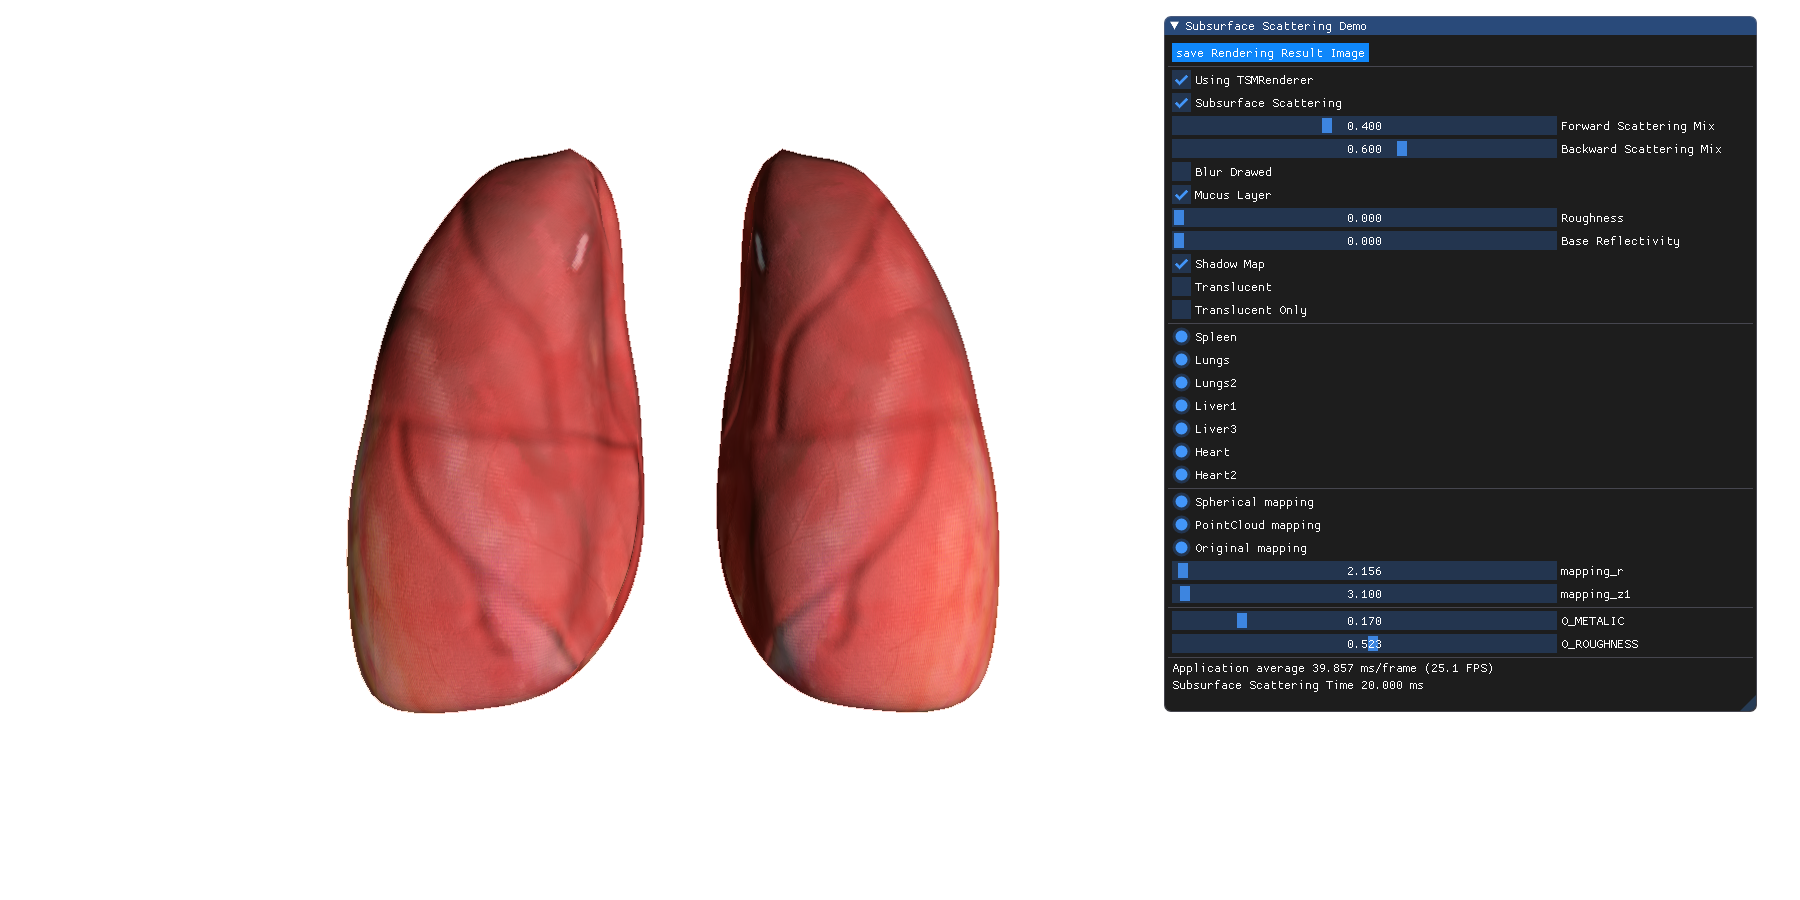 Subsurface Scattering Demo
save Rendering Result Image
Using TSMRenderer
Subsurface Scattering
0.400 Forward Scattering Mix
0.600 Backward Scattering Mix
Blur Drawed
Mucus Layer
0.000 Roughness
0.000 Base Reflectivity
Shadow Map
Translucent
Translucent Only
Spleen
Lungs
Lungs2
Liver1
Liver3
Heart
Heart2
Spherical mapping
PointCloud mapping
Original mapping
2.156 mapping_r
3.100 mapping_z1
0.170 O_METALIC
0.523 O_ROUGHNESS
Application average 39.857 ms/frame (25.1 FPS)
Subsurface Scattering Time 20.000 ms